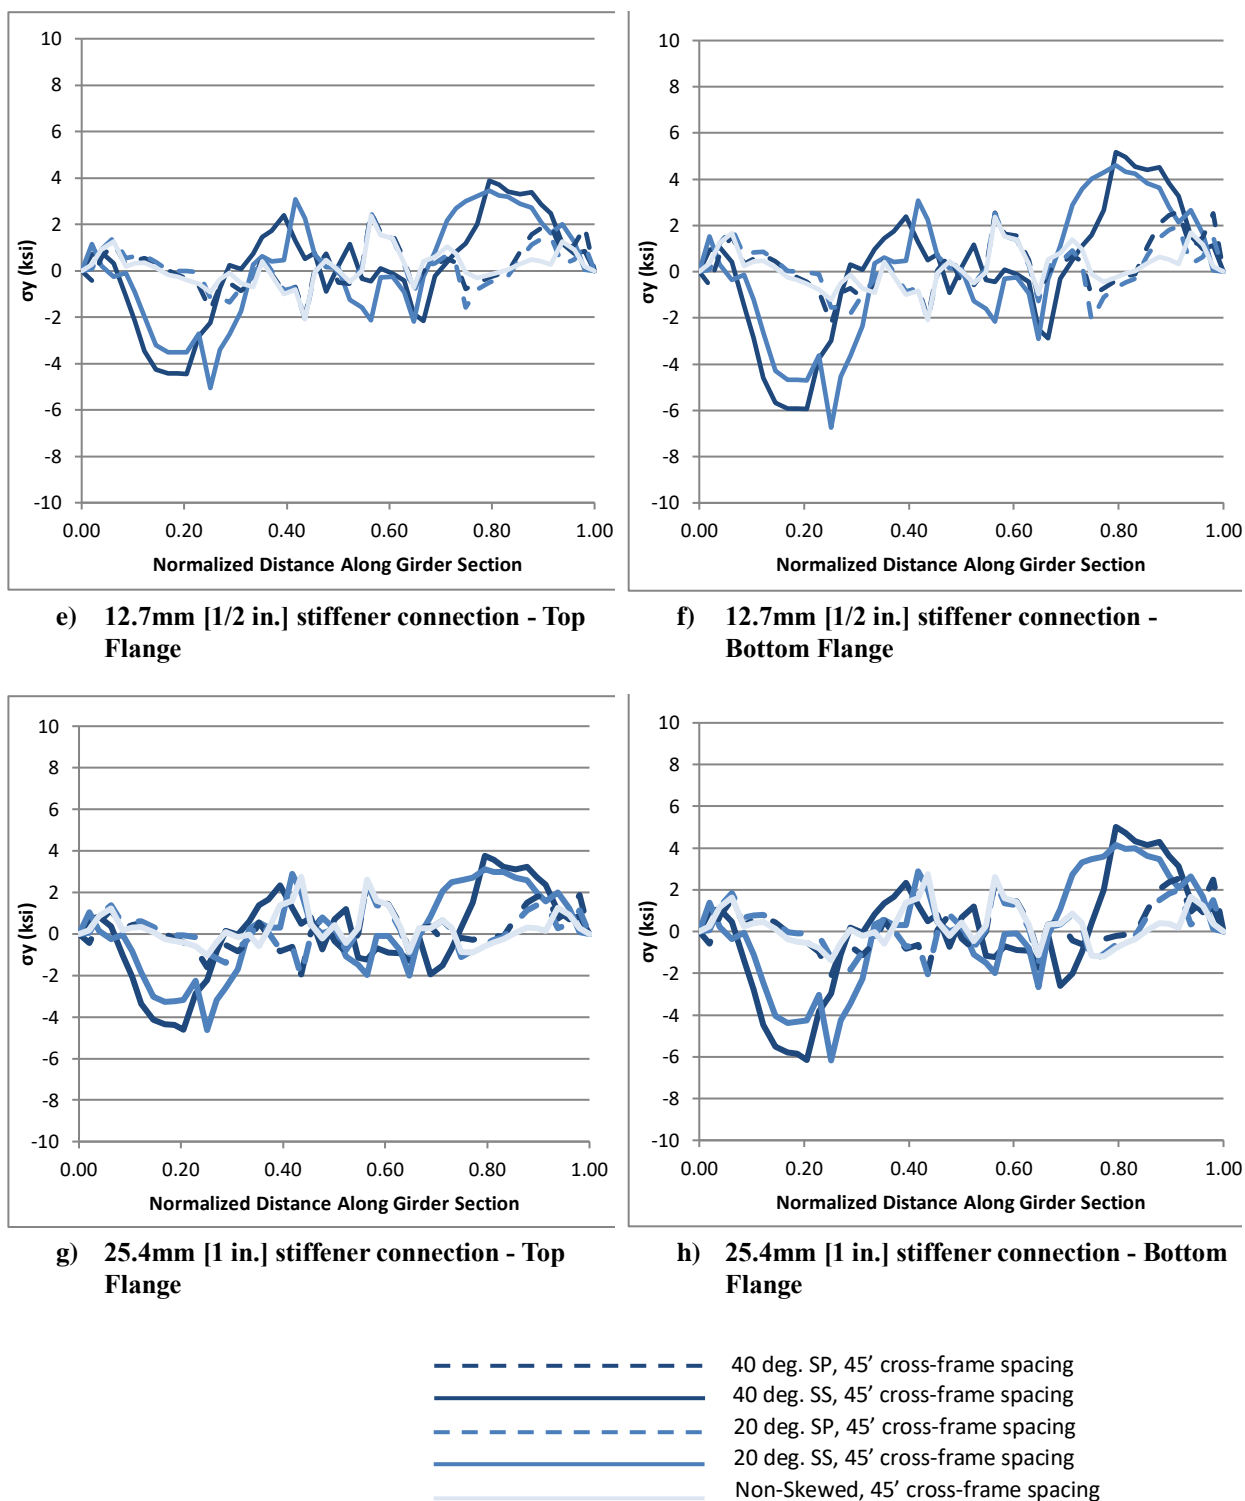 10
8
6
4
2
0
-2
-4
-6
-8
-10
σy (ksi)
0.00 0.20 0.40 0.60 0.80 1.00
Normalized Distance Along Girder Section
e) 12.7mm [1/2 in.] stiffener connection - Top
Flange
10
8
6
4
2
0
-2
-4
-6
-8
-10
σy (ksi)
0.00 0.20 0.40 0.60 0.80 1.00
Normalized Distance Along Girder Section
f) 12.7mm [1/2 in.] stiffener connection -
Bottom Flange
10
8
6
4
2
0
-2
-4
-6
-8
-10
σy (ksi)
0.00 0.20 0.40 0.60 0.80 1.00
Normalized Distance Along Girder Section
g) 25.4mm [1 in.] stiffener connection - Top
Flange
10
8
6
4
2
0
-2
-4
-6
-8
-10
σy (ksi)
0.00 0.20 0.40 0.60 0.80 1.00
Normalized Distance Along Girder Section
h) 25.4mm [1 in.] stiffener connection - Bottom
Flange
40 deg. SP, 45’ cross-frame spacing
40 deg. SS, 45’ cross-frame spacing
20 deg. SP, 45’ cross-frame spacing
20 deg. SS, 45’ cross-frame spacing
Non-Skewed, 45’ cross-frame spacing